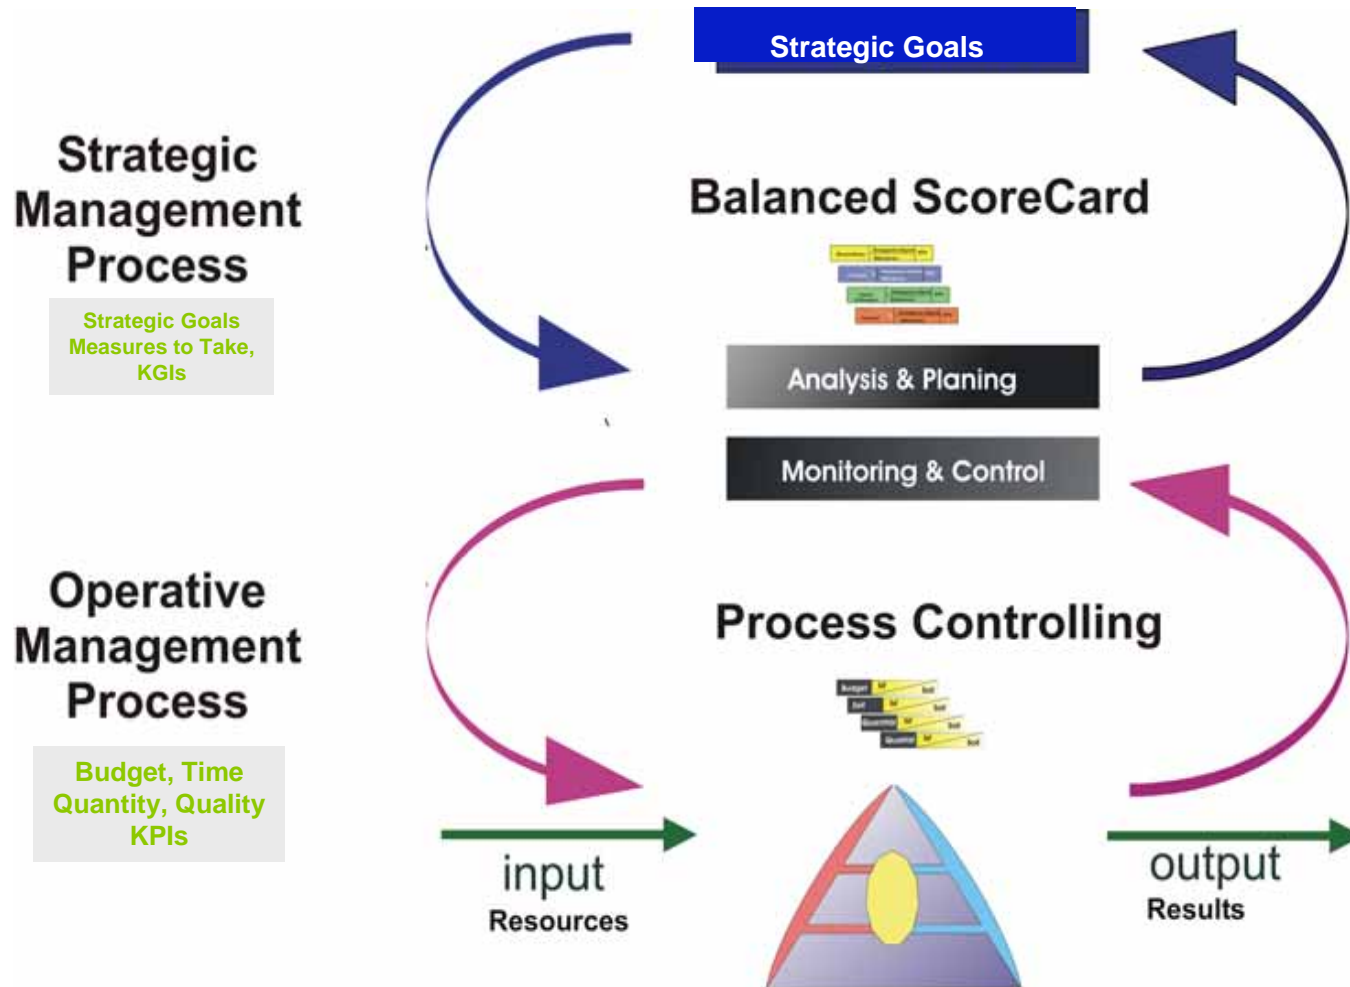 Strategic Goals
Strategic
Management
Process
Strategic Goals
Measures to Take,
KGIs
Balanced ScoreCard
Analysis & Planing
Monitoring & Control
Operative
Management
Process
Budget, Time
Quantity, Quality
KPIs
Process Controlling
Budget
input
Resources
output
Results